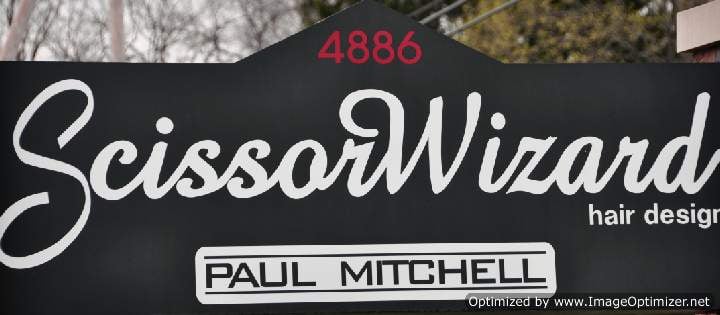 4886
ScissorWizard
hair design
PAUL MITCHELL
Optimized by www.ImageOptimizer.net